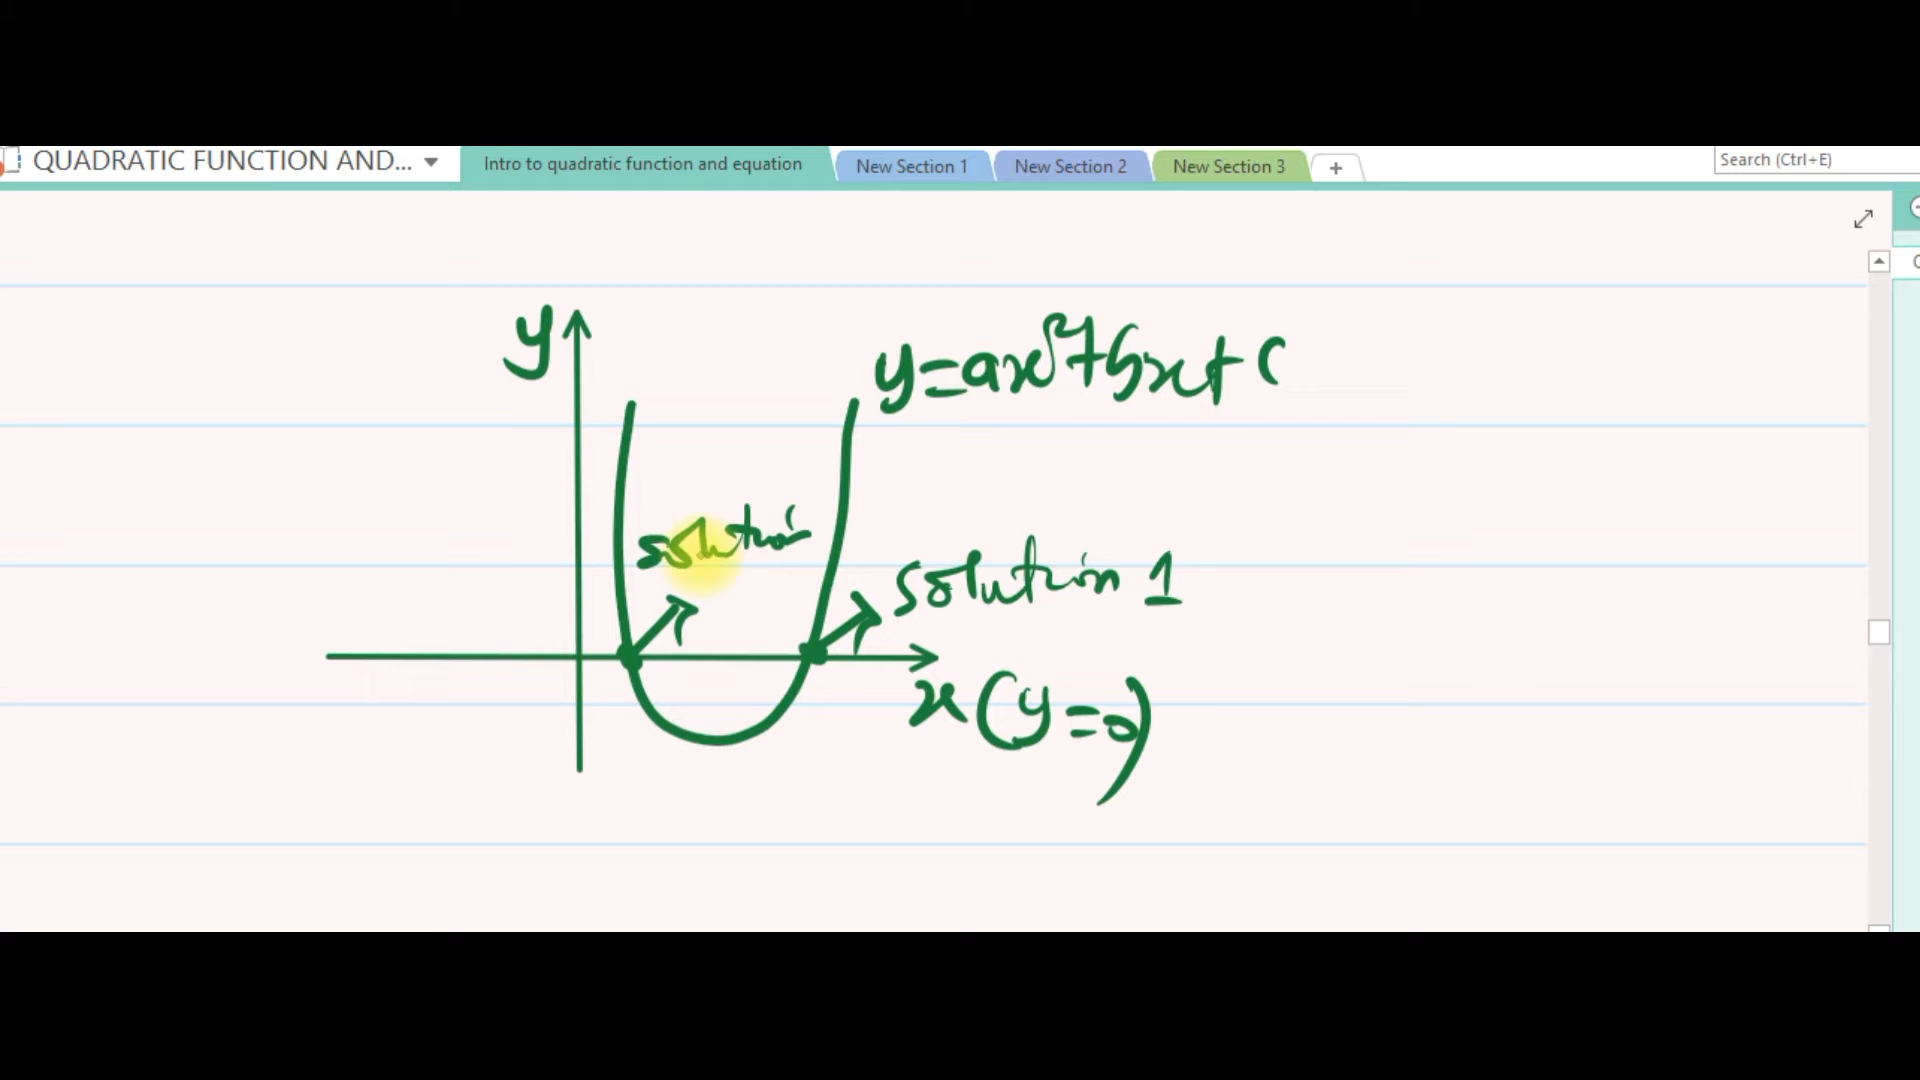 QUADRATIC FUNCTION AND...
Intro to quadratic function and equation
New Section 1
New Section 2
New Section 3
+
Search (Ctrl+E)
y
y=ax²+bx+c
solution
solution 1
x (y=0)